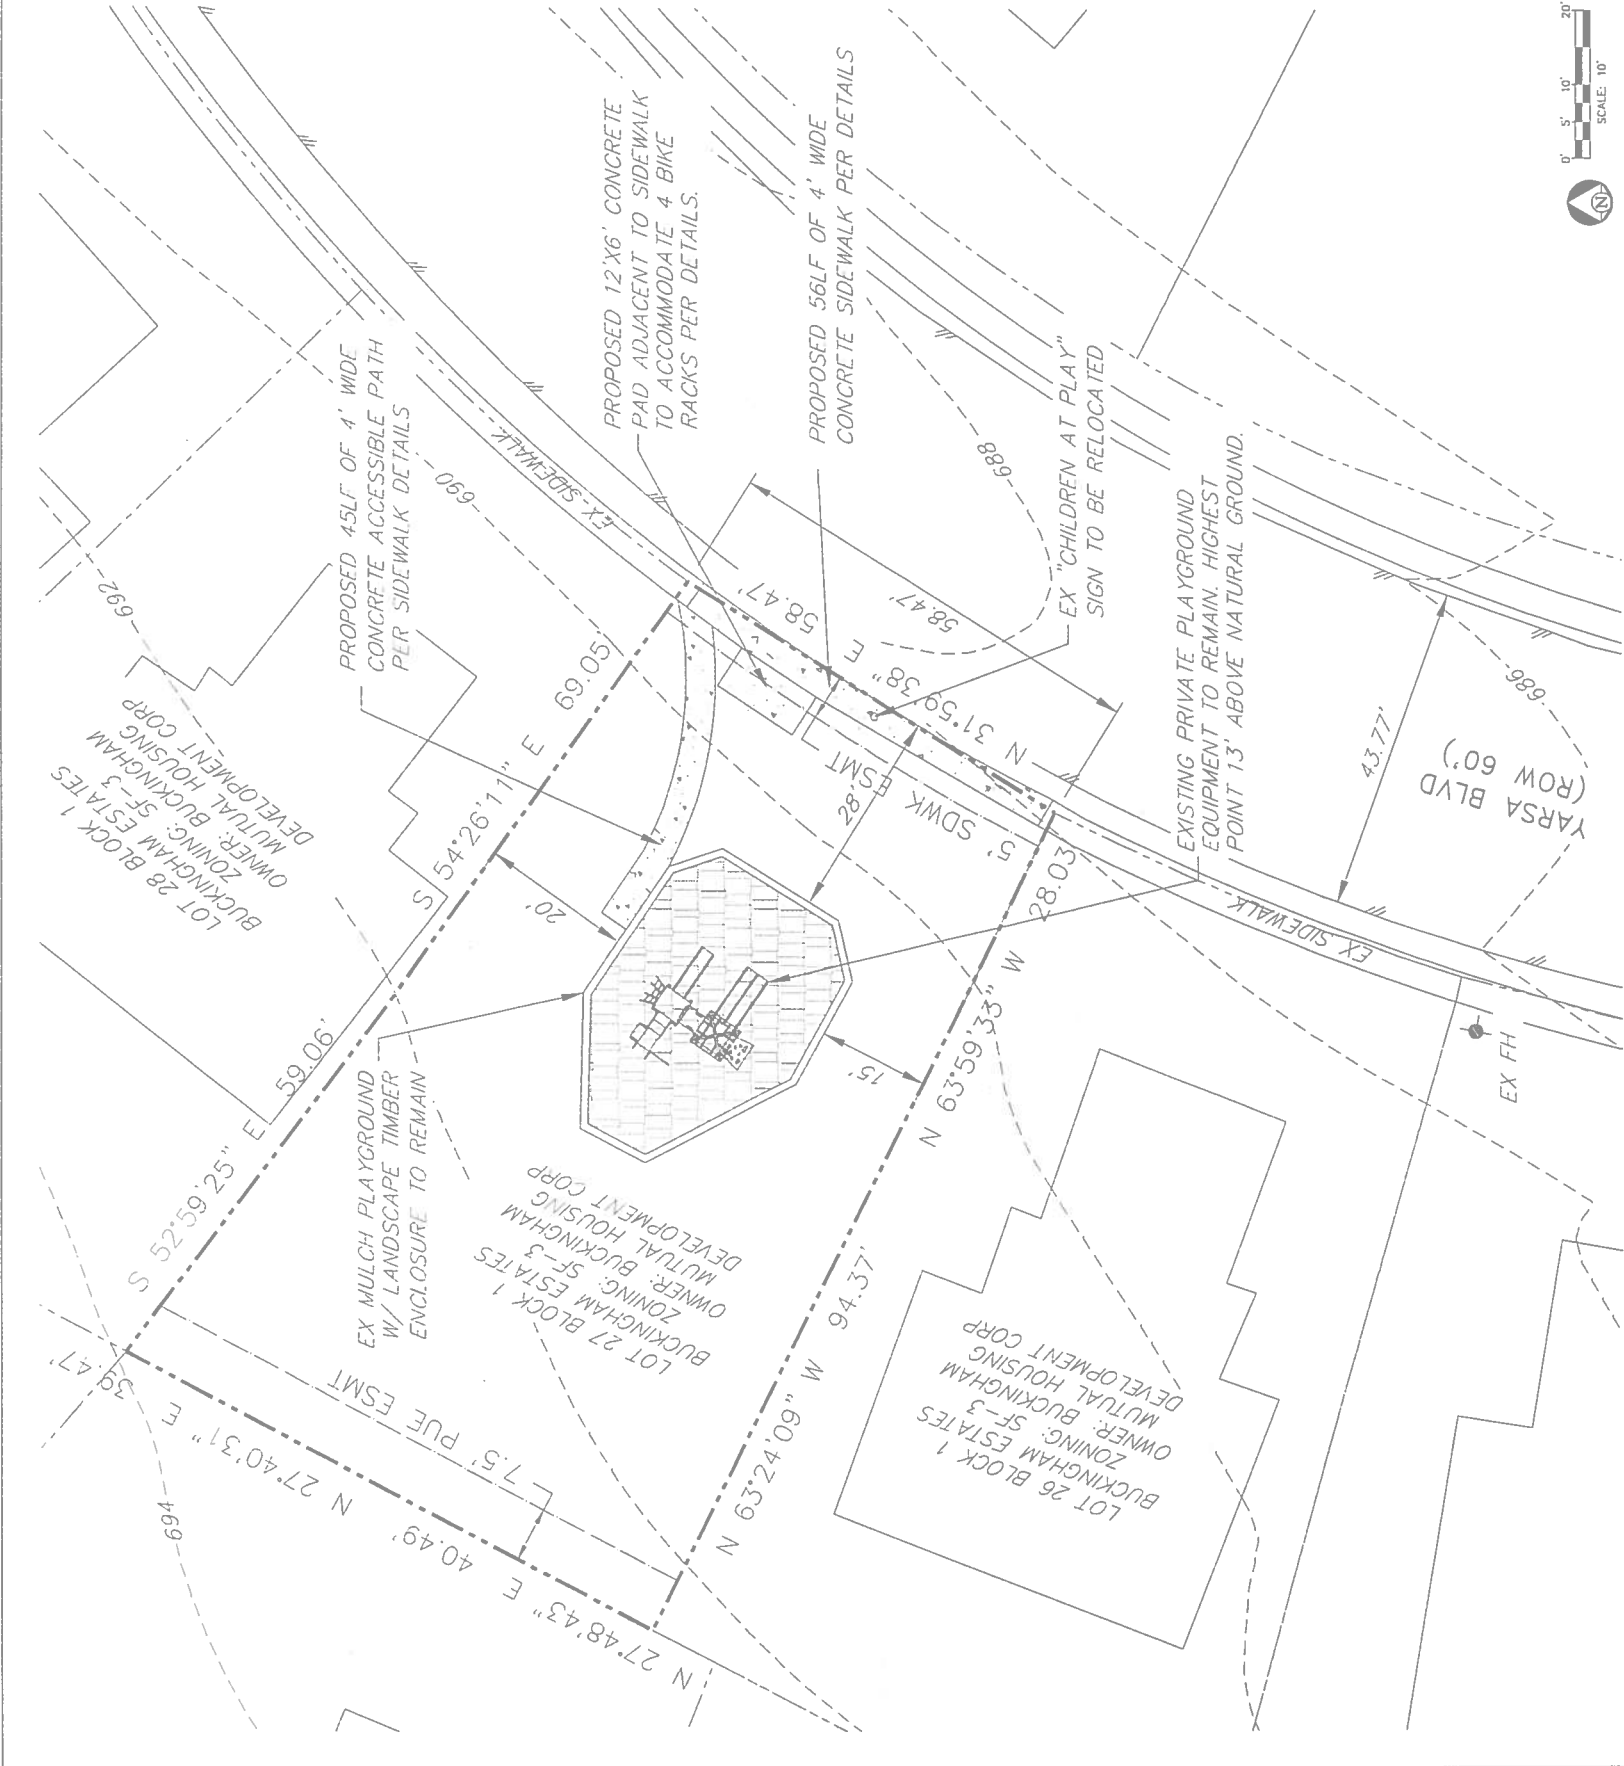 PROPOSED 45LF OF 4' WIDE
CONCRETE ACCESSIBLE PATH
PER SIDEWALK DETAILS
PROPOSED 12'X6' CONCRETE
PAD ADJACENT TO SIDEWALK
TO ACCOMMODATE 4 BIKE
RACKS PER DETAILS.
PROPOSED 56LF OF 4' WIDE
CONCRETE SIDEWALK PER DETAILS
EX "CHILDREN AT PLAY"
SIGN TO BE RELOCATED
EXISTING PRIVATE PLAYGROUND
EQUIPMENT TO REMAIN. HIGHEST
POINT 13' ABOVE NATURAL GROUND.
EX MULCH PLAYGROUND
W/ LANDSCAPE TIMBER
ENCLOSURE TO REMAIN
LOT 28 BLOCK 1
BUCKINGHAM ESTATES
ZONING: SF-3
OWNER: BUCKINGHAM
MUTUAL HOUSING
DEVELOPMENT CORP
LOT 27 BLOCK 1
BUCKINGHAM ESTATES
ZONING: SF-3
OWNER: BUCKINGHAM
MUTUAL HOUSING
DEVELOPMENT CORP
LOT 26 BLOCK 1
BUCKINGHAM ESTATES
ZONING: SF-3
OWNER: BUCKINGHAM
MUTUAL HOUSING
DEVELOPMENT CORP
S 52°59'25" E
59.06'
S 54°26'11" E
69.05'
N 31°59'38" E
58.47'
58.47'
N 63°59'33" W
28.03'
N 63°24'09" W
94.37'
N 27°48'43" E
40.49'
N 27°40'31" E
39.47'
7.5' PUE ESMT
5' SDWK ESMT
20'
28'
15'
43.77'
EX SIDEWALK
EX SIDEWALK
YARSA BLVD
(ROW 60')
EX FH
694
692
690
688
686
N
0' 5' 10' 20'
SCALE: 10'